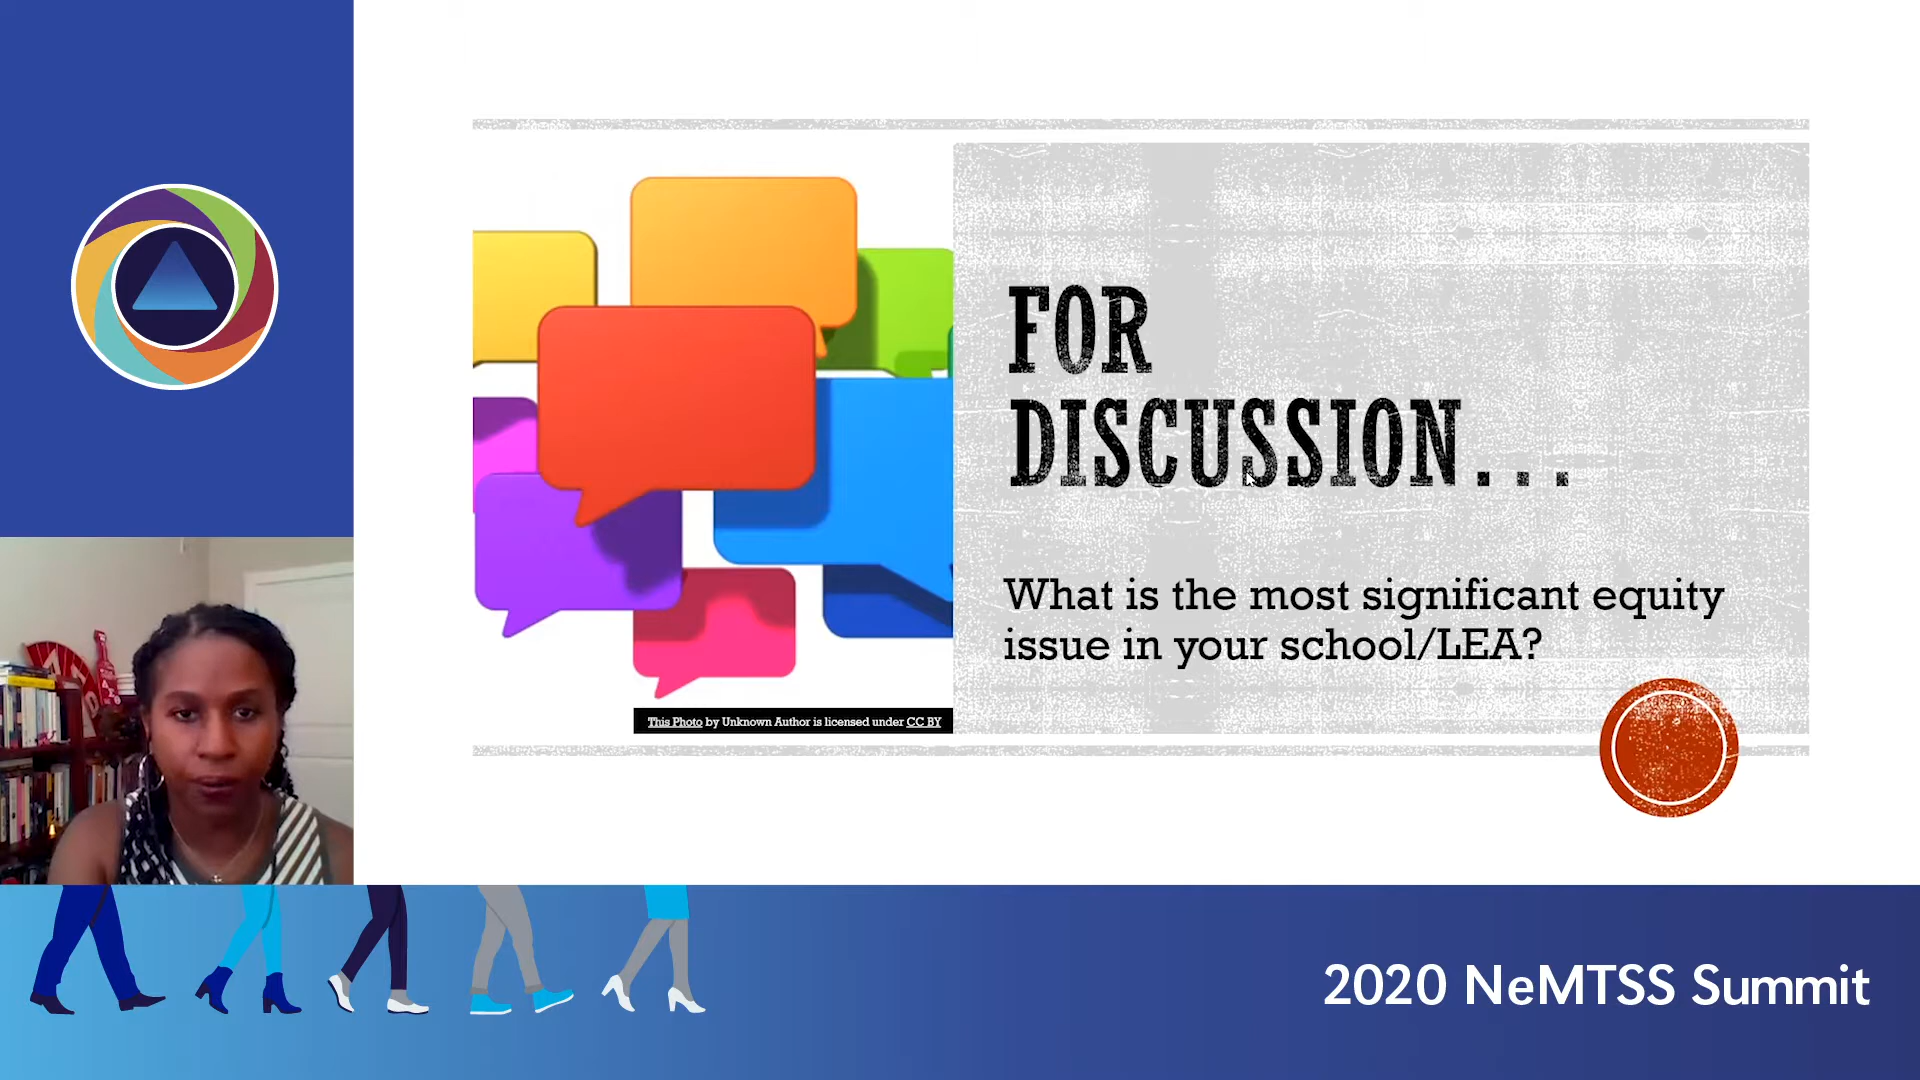 FOR
DISCUSSION...
What is the most significant equity
issue in your school/LEA?
This Photo by Unknown Author is licensed under CC BY
2020 NeMTSS Summit